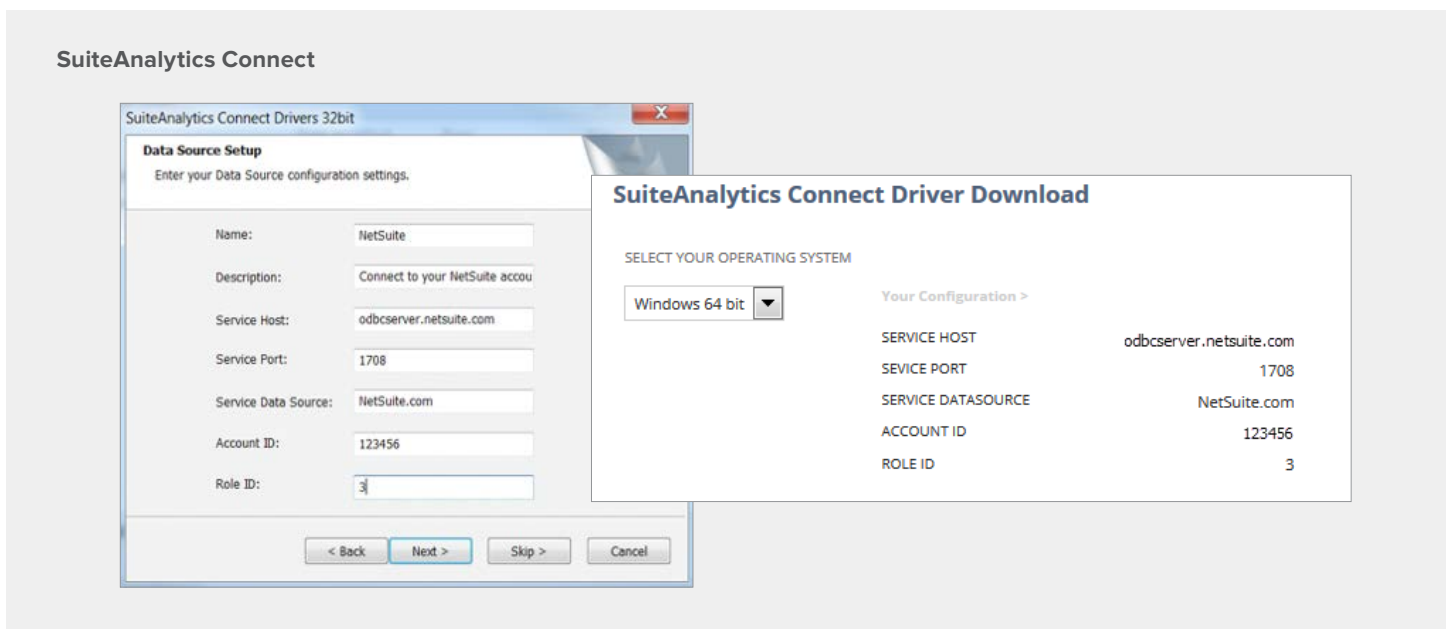 SuiteAnalytics Connect
SuiteAnalytics Connect Drivers 32bit
X
Data Source Setup
Enter your Data Source configuration settings.
Name: NetSuite
Description: Connect to your NetSuite accou
Service Host: odbcserver.netsuite.com
Service Port: 1708
Service Data Source: NetSuite.com
Account ID: 123456
Role ID: 3
< Back Next > Skip > Cancel
SuiteAnalytics Connect Driver Download
SELECT YOUR OPERATING SYSTEM
Windows 64 bit
Your Configuration >
SERVICE HOST odbcserver.netsuite.com
SEVICE PORT 1708
SERVICE DATASOURCE NetSuite.com
ACCOUNT ID 123456
ROLE ID 3